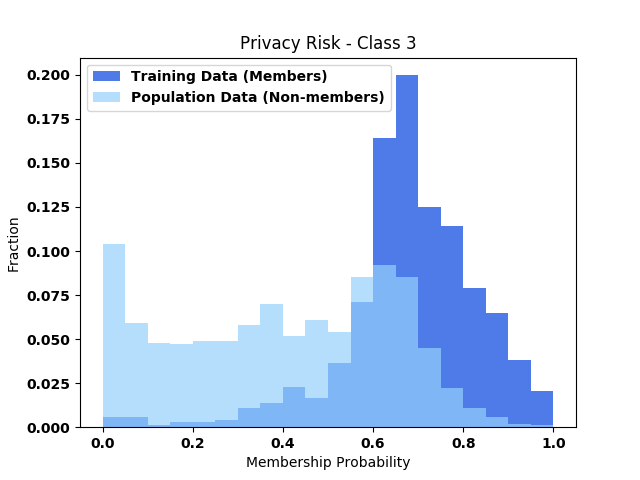 Privacy Risk - Class 3
Training Data (Members)
Population Data (Non-members)
0.200
0.175
0.150
0.125
0.100
0.075
0.050
0.025
0.000
Fraction
0.0 0.2 0.4 0.6 0.8 1.0
Membership Probability